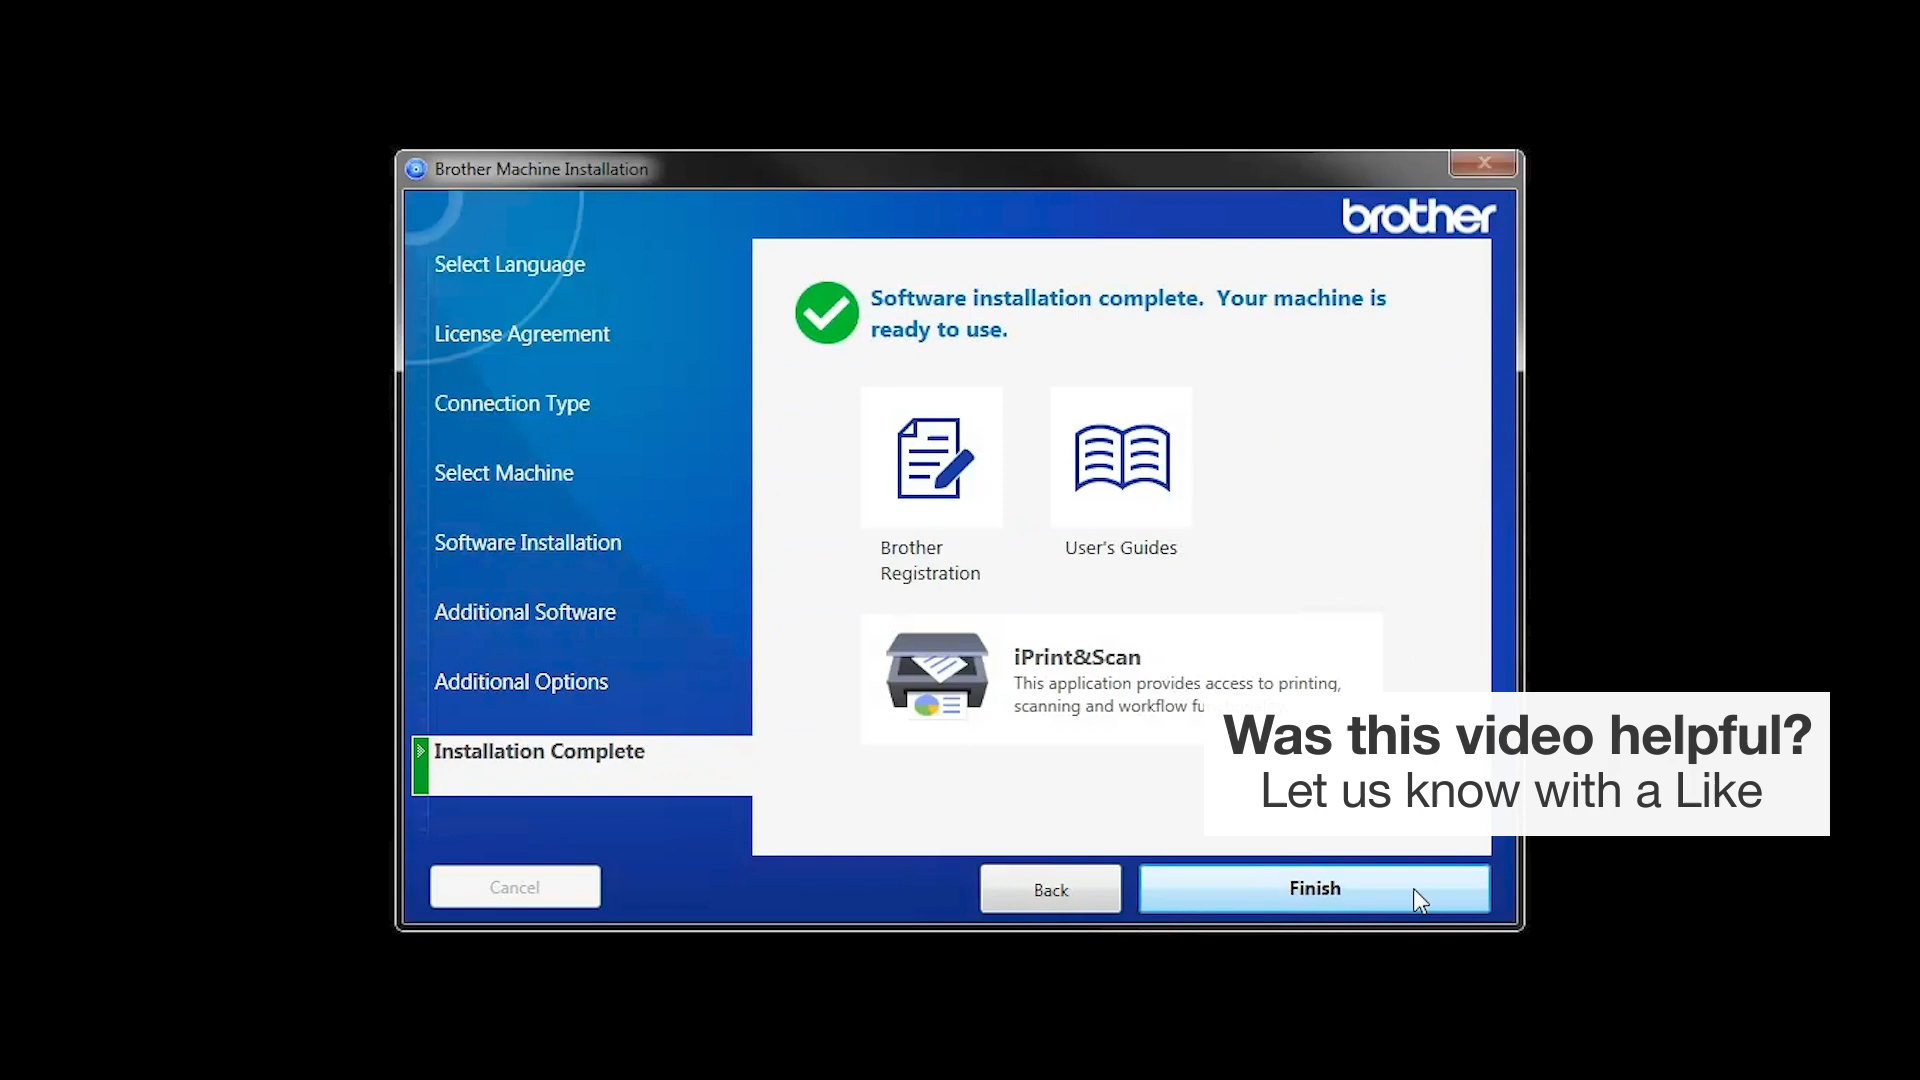 Brother Machine Installation
brother
Select Language
License Agreement
Connection Type
Select Machine
Software Installation
Additional Software
Additional Options
Installation Complete
Software installation complete. Your machine is
ready to use.
Brother
Registration
User's Guides
iPrint&Scan
This application provides access to printing,
scanning and workflow
Was this video helpful?
Let us know with a Like
Cancel
Back
Finish